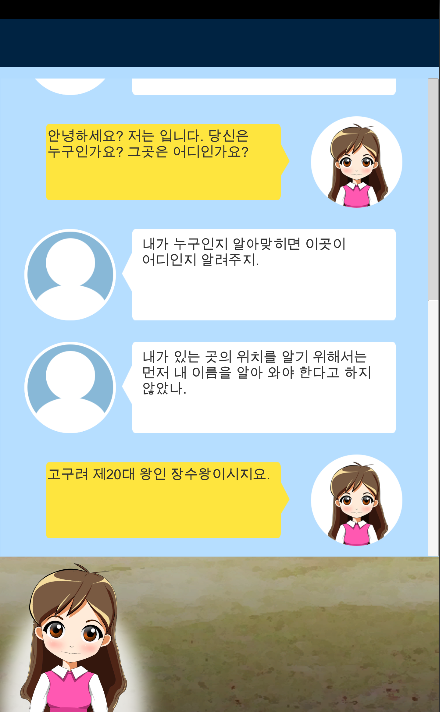 안녕하세요? 저는 입니다. 당신은
누구인가요? 그곳은 어디인가요?
내가 누구인지 알아맞히면 이곳이
어디인지 알려주지.
내가 있는 곳의 위치를 알기 위해서는
먼저 내 이름을 알아 와야 한다고 하지
않았나.
고구려 제20대 왕인 장수왕이시지요.